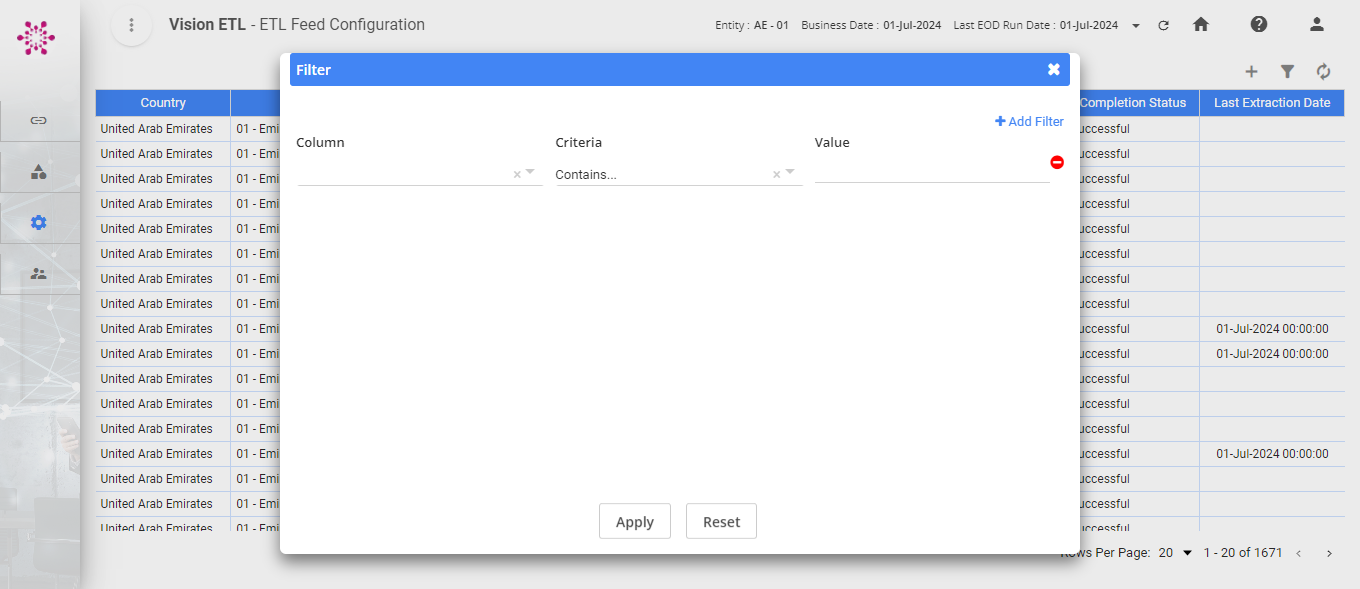 Vision ETL - ETL Feed Configuration
Entity : AE - 01 Business Date : 01-Jul-2024 Last EOD Run Date : 01-Jul-2024
Filter
Country Completion Status Last Extraction Date
+ Add Filter
Column Criteria Value
Contains...
United Arab Emirates 01 - Emi uccessful
United Arab Emirates 01 - Emi uccessful
United Arab Emirates 01 - Emi uccessful
United Arab Emirates 01 - Emi uccessful
United Arab Emirates 01 - Emi uccessful
United Arab Emirates 01 - Emi uccessful
United Arab Emirates 01 - Emi uccessful
United Arab Emirates 01 - Emi uccessful
United Arab Emirates 01 - Emi uccessful 01-Jul-2024 00:00:00
United Arab Emirates 01 - Emi uccessful 01-Jul-2024 00:00:00
United Arab Emirates 01 - Emi uccessful
United Arab Emirates 01 - Emi uccessful
United Arab Emirates 01 - Emi uccessful
United Arab Emirates 01 - Emi uccessful 01-Jul-2024 00:00:00
United Arab Emirates 01 - Emi uccessful
United Arab Emirates 01 - Emi uccessful
United Arab Emirates 01 - Emi uccessful
Apply Reset
Rows Per Page: 20 1 - 20 of 1671